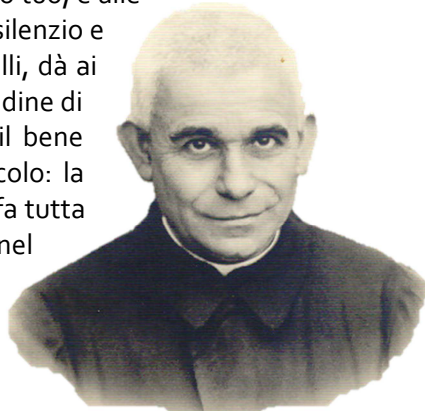 e alle
silenzio e
lli, dà ai
dine di
il bene
colo: la
fa tutta
nel